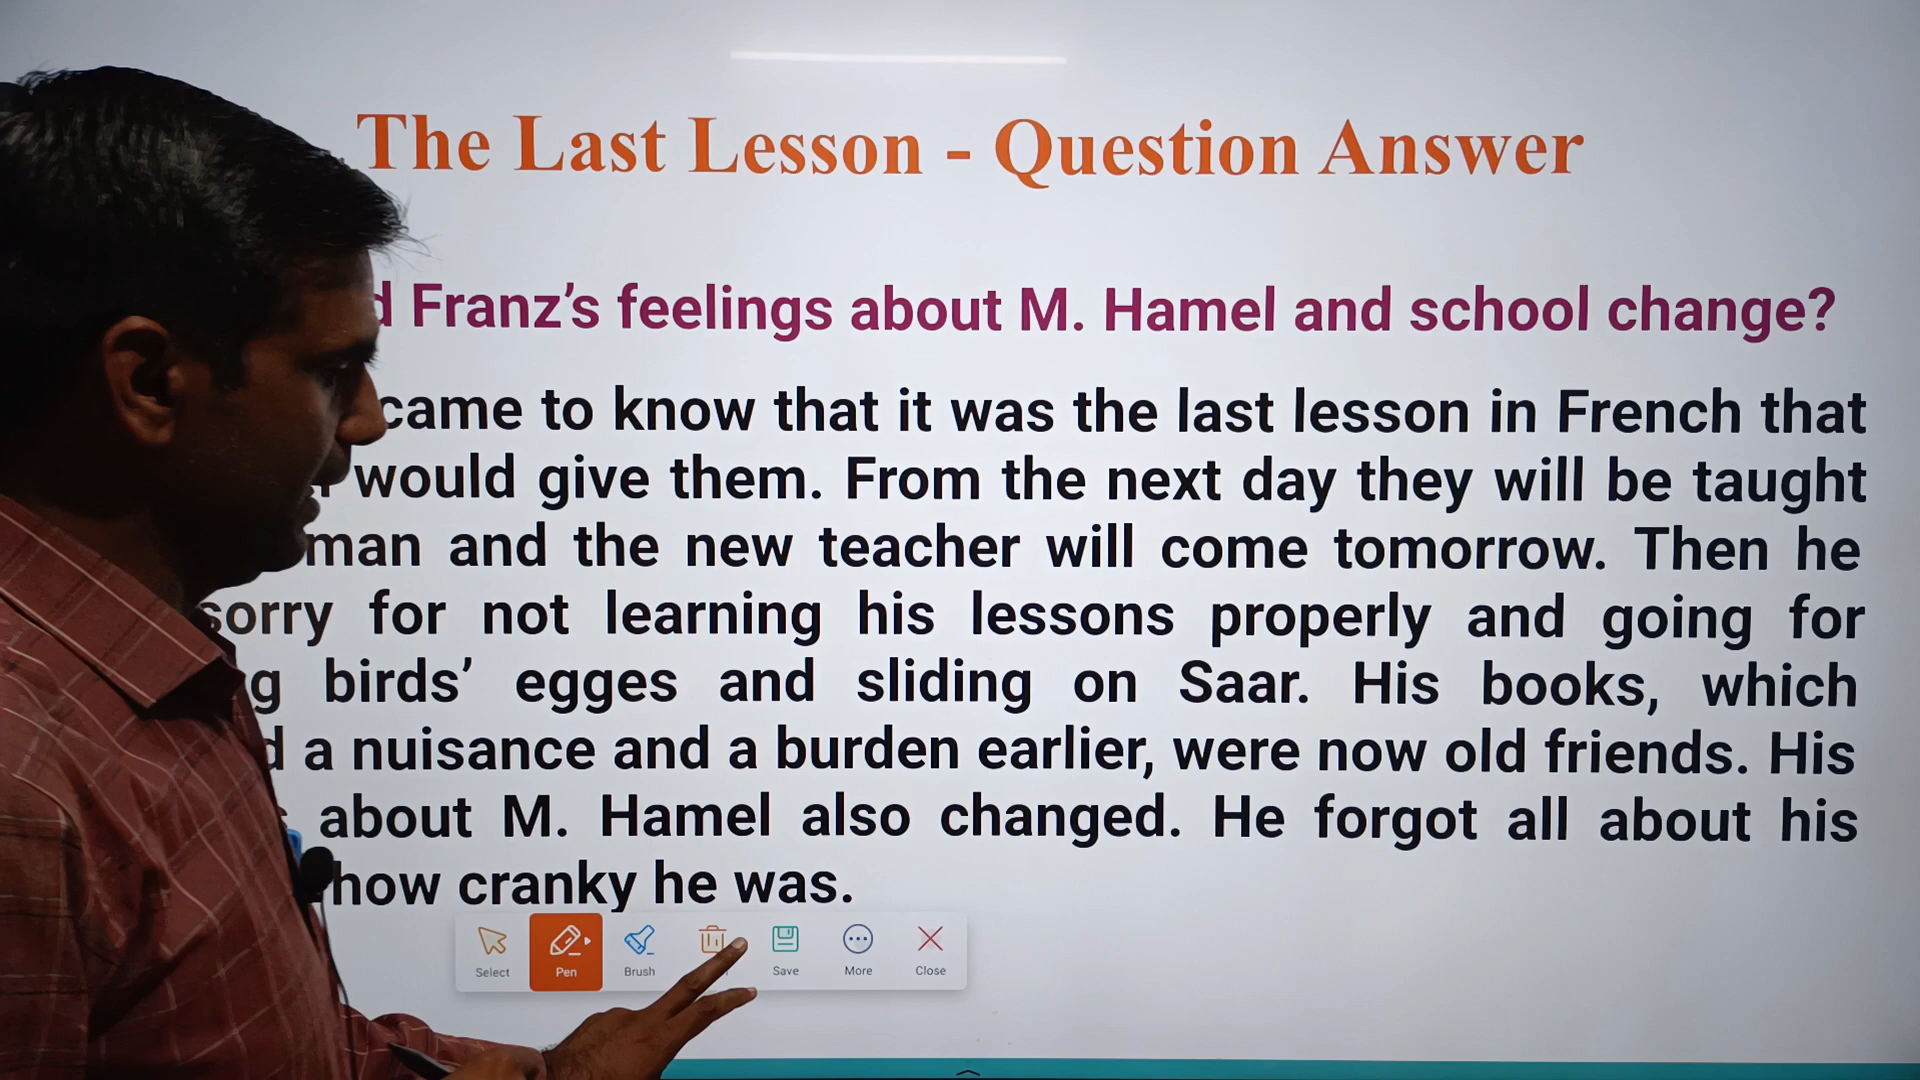 The Last Lesson - Question Answer
Franz's feelings about M. Hamel and school change?
came to know that it was the last lesson in French that
would give them. From the next day they will be taught
and the new teacher will come tomorrow. Then he
sorry for not learning his lessons properly and going for
birds' egges and sliding on Saar. His books, which
a nuisance and a burden earlier, were now old friends. His
about M. Hamel also changed. He forgot all about his
how cranky he was.
Select Pen Brush Save More Close